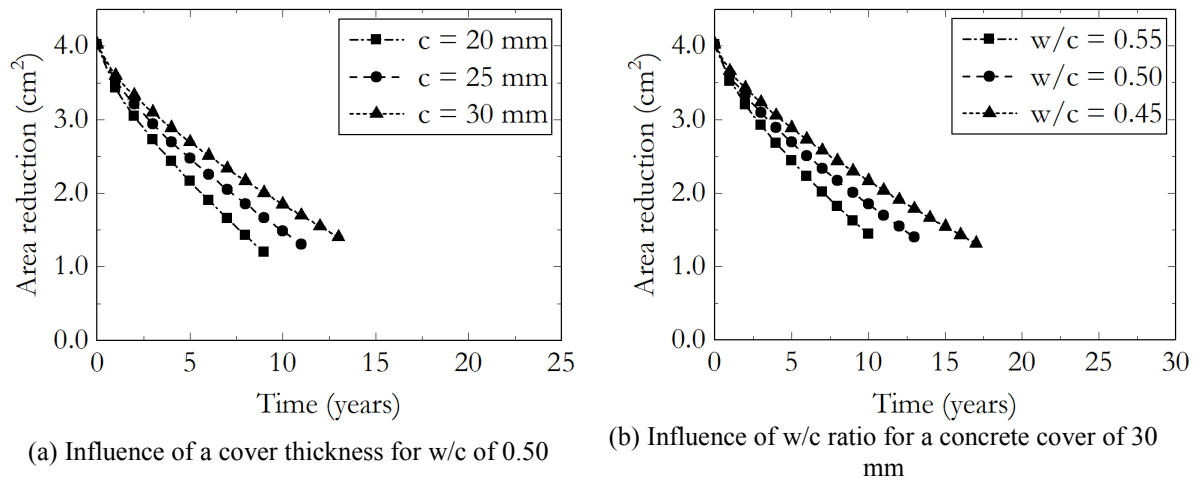 4.0
3.0
2.0
1.0
0.0
0
5
10
15
20
25
Area reduction (cm²)
Time (years)
c = 20 mm
c = 25 mm
c = 30 mm
(a) Influence of a cover thickness for w/c of 0.50
4.0
3.0
2.0
1.0
0.0
0
5
10
15
20
25
30
Area reduction (cm²)
Time (years)
w/c = 0.55
w/c = 0.50
w/c = 0.45
(b) Influence of w/c ratio for a concrete cover of 30
mm